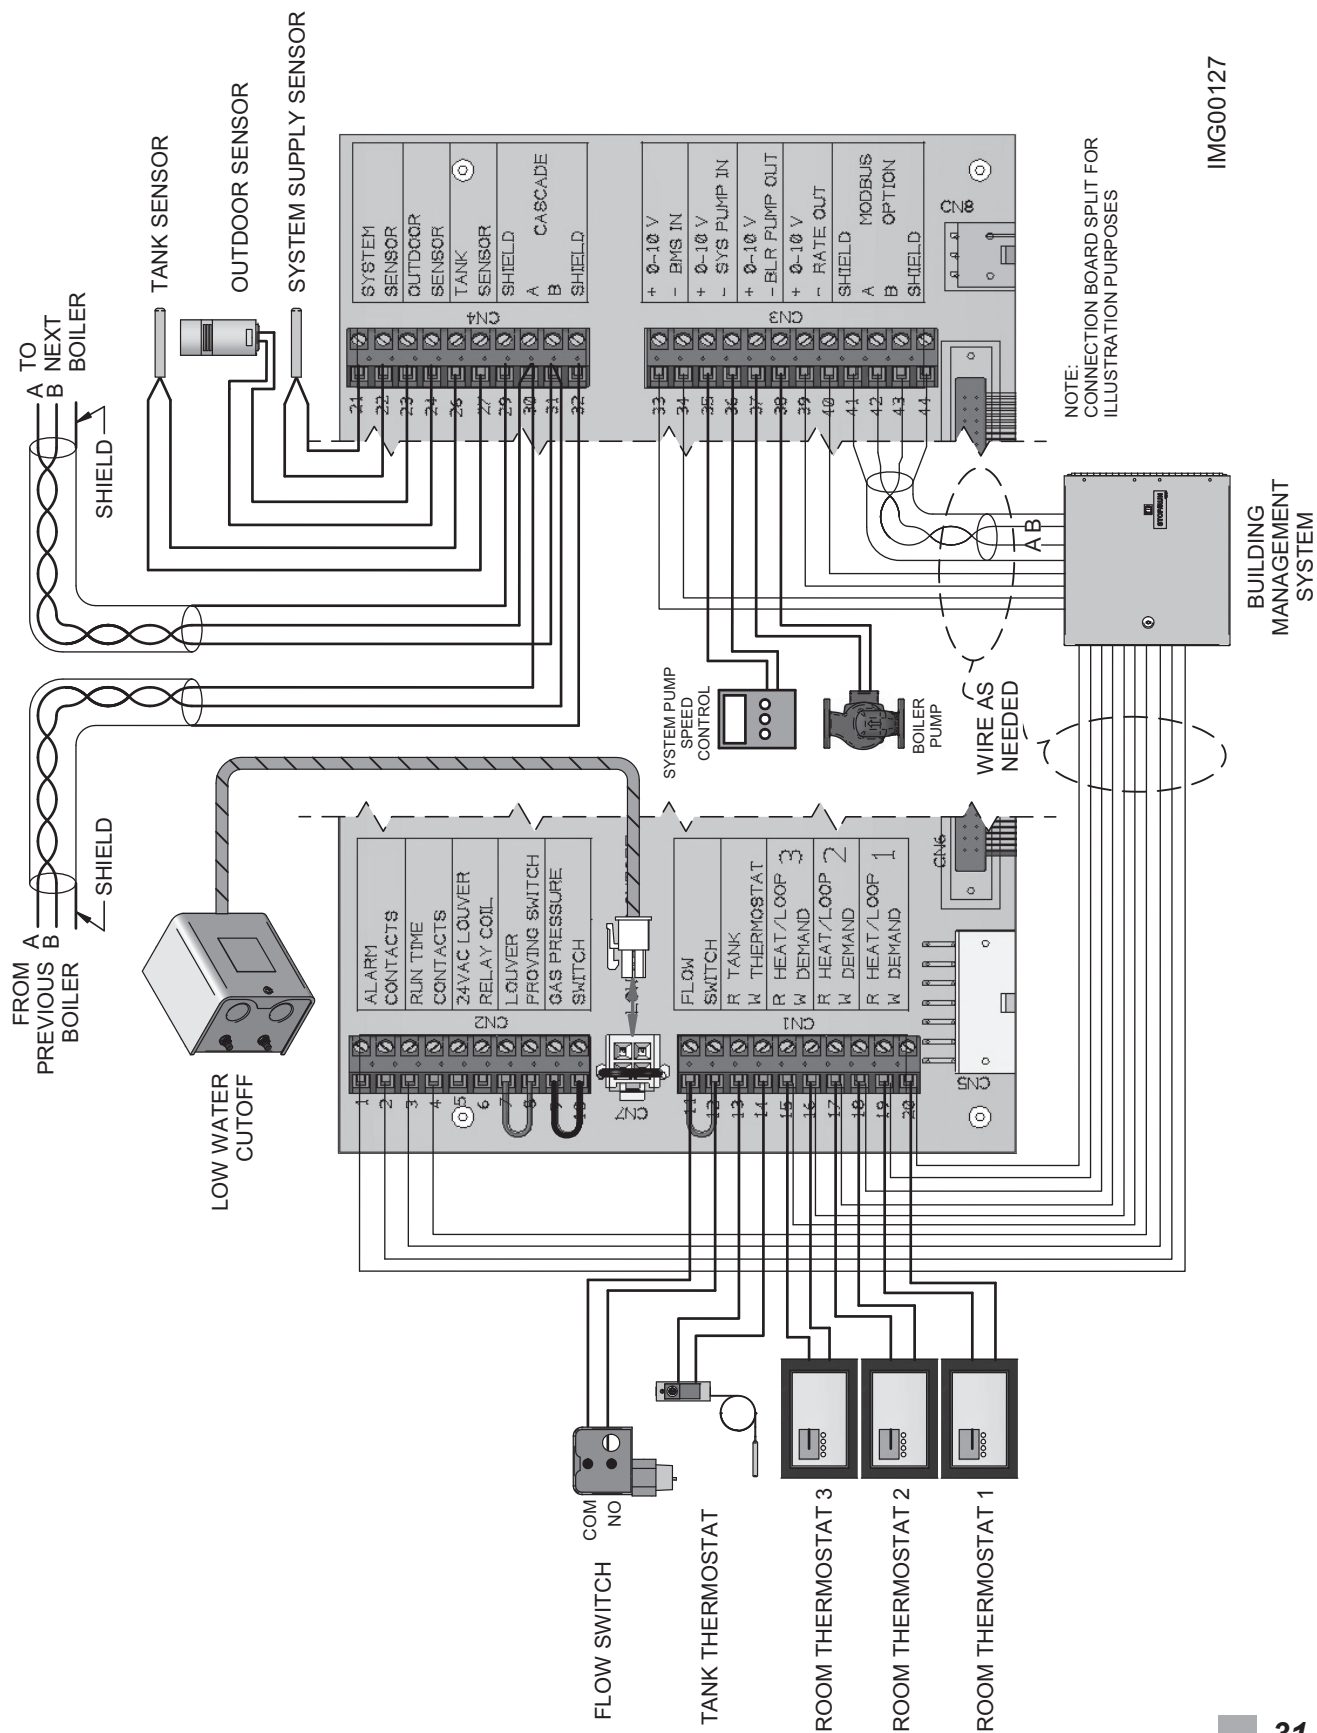 TO
NEXT
BOILER
A
B
SHIELD
TANK SENSOR
OUTDOOR SENSOR
SYSTEM SUPPLY SENSOR
SYSTEM
SENSOR
OUTDOOR
SENSOR
TANK
SENSOR
SHIELD
A
CASCADE
B
SHIELD
CN4
21
22
23
24
26
27
29
30
31
32
+ 0-10 V
- BMS IN
+ 0-10 V
- SYS PUMP IN
+ 0-10 V
-BLR PUMP OUT
+ 0-10 V
- RATE OUT
SHIELD
A MODBUS
B OPTION
SHIELD
CN3
33
34
35
36
37
38
39
40
41
42
43
44
CN8
IMG00127
NOTE:
CONNECTION BOARD SPLIT FOR
ILLUSTRATION PURPOSES
FROM
PREVIOUS
BOILER
A
B
SHIELD
LOW WATER
CUTOFF
ALARM
CONTACTS
RUN TIME
CONTACTS
24VAC LOUVER
RELAY COIL
LOUVER
PROVING SWITCH
GAS PRESSURE
SWITCH
CN2
1
2
3
4
5
6
7
8
9
10
CN7
FLOW
SWITCH
R TANK
W THERMOSTAT
R HEAT/LOOP 3
W DEMAND
R HEAT/LOOP 2
W DEMAND
R HEAT/LOOP 1
W DEMAND
CN1
11
12
13
14
15
16
17
18
19
20
CN6
CN5
SYSTEM PUMP
SPEED
CONTROL
BOILER
PUMP
WIRE AS
NEEDED
A
B
BUILDING
MANAGEMENT
SYSTEM
COM
NO
FLOW SWITCH
TANK THERMOSTAT
ROOM THERMOSTAT 3
ROOM THERMOSTAT 2
ROOM THERMOSTAT 1
31